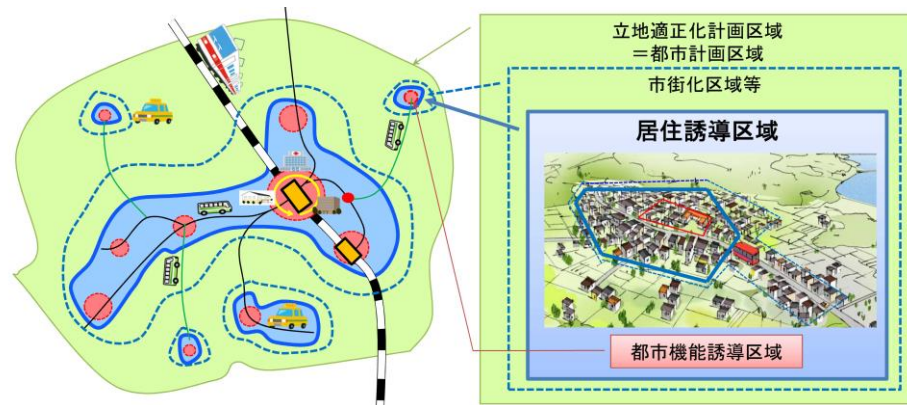 立地適正化計画区域
＝都市計画区域
市街化区域等
居住誘導区域
都市機能誘導区域